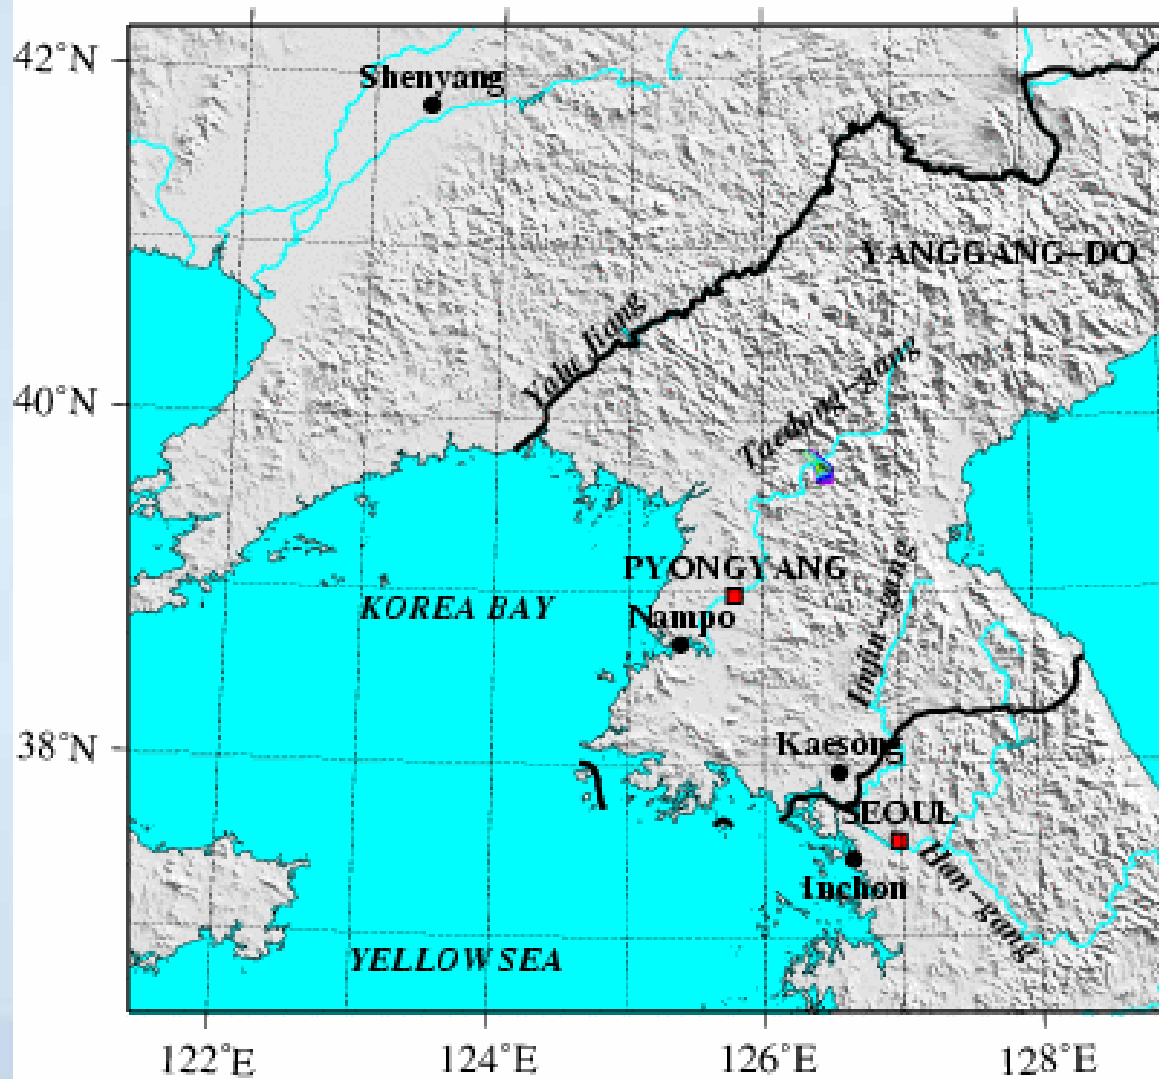 42°N
Shenyang
YANGGANG-DO
Yalu Jiang
Taedong-gang
40°N
PYONGYANG
KOREA BAY
Nampo
Imjin-gang
38°N
Kaesong
SEOUL
Inchon
Han-gang
YELLOW SEA
122°E
124°E
126°E
128°E